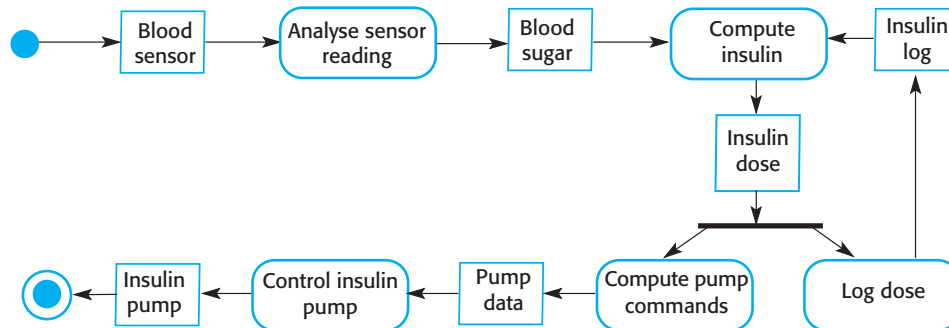 Blood
sensor
Analyse sensor
reading
Blood
sugar
Compute
insulin
Insulin
log
Insulin
dose
Insulin
pump
Control insulin
pump
Pump
data
Compute pump
commands
Log dose